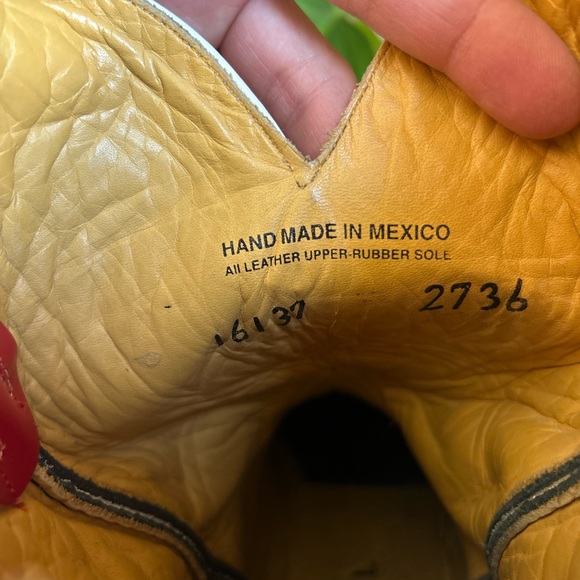 HAND MADE IN MEXICO
All LEATHER UPPER-RUBBER SOLE
16137
2736